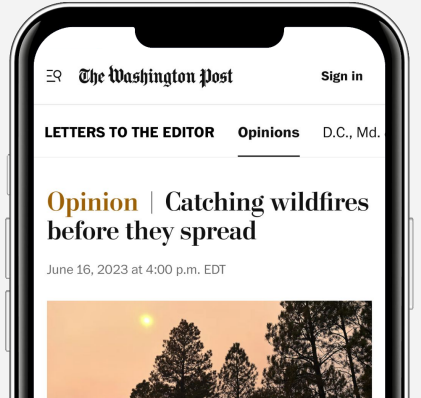 The Washington Post
Sign in
LETTERS TO THE EDITOR Opinions D.C., Md.
Opinion | Catching wildfires
before they spread
June 16, 2023 at 4:00 p.m. EDT